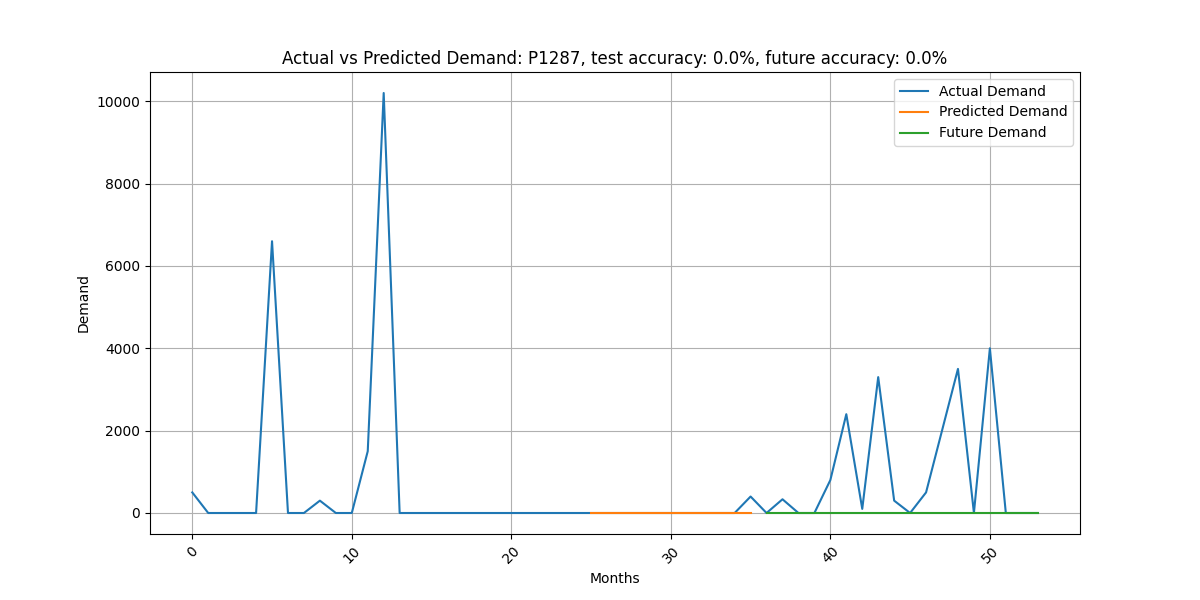 Actual vs Predicted Demand: P1287, test accuracy: 0.0%, future accuracy: 0.0%
Actual Demand
Predicted Demand
Future Demand
10000
8000
6000
4000
2000
0
Demand
0
10
20
30
40
50
Months